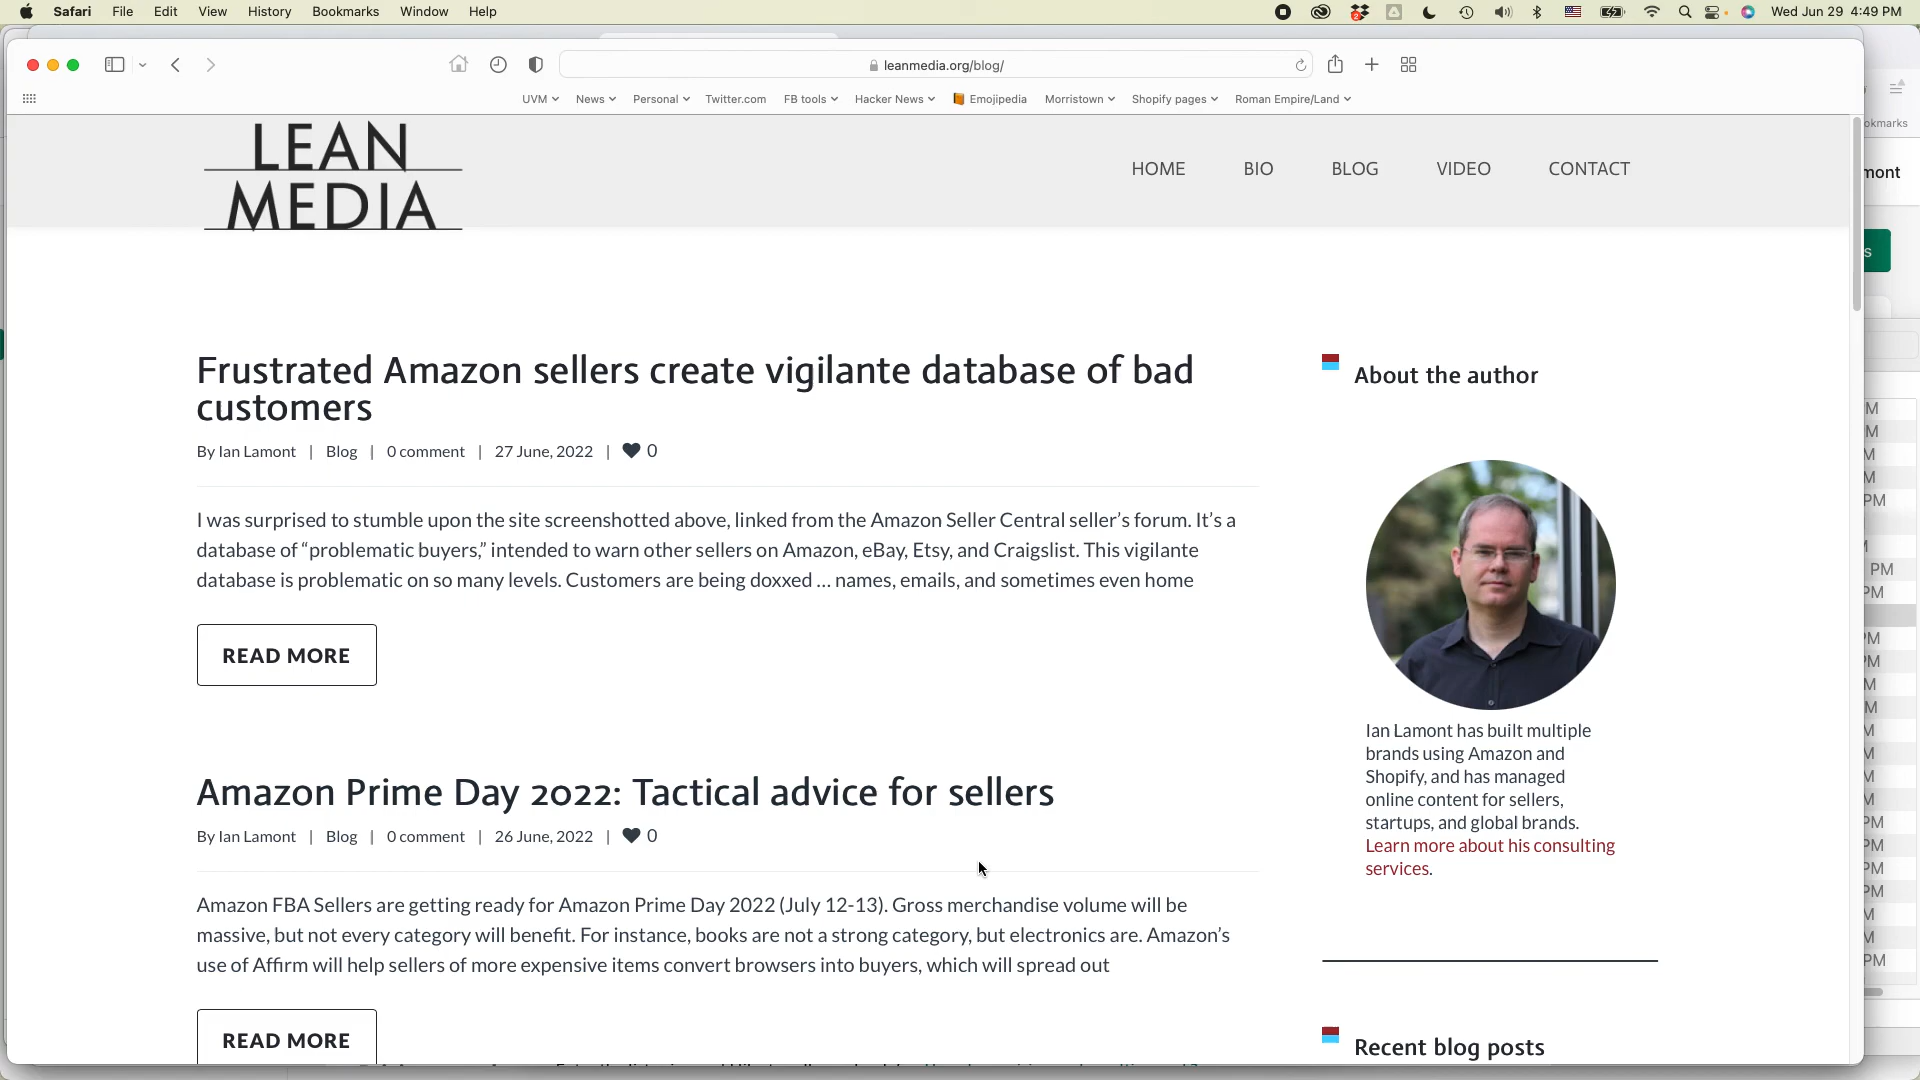 Safari File Edit View History Bookmarks Window Help
2
Wed Jun 29 4:49 PM
leanmedia.org/blog/
UVM News Personal Twitter.com FB tools Hacker News Emojipedia Morristown Shopify pages Roman Empire/Land
okmarks
LEAN
MEDIA
HOME BIO BLOG VIDEO CONTACT
mont
s
Frustrated Amazon sellers create vigilante database of bad
customers
By Ian Lamont | Blog | 0 comment | 27 June, 2022 | 0
I was surprised to stumble upon the site screenshotted above, linked from the Amazon Seller Central seller’s forum. It’s a
database of “problematic buyers,” intended to warn other sellers on Amazon, eBay, Etsy, and Craigslist. This vigilante
database is problematic on so many levels. Customers are being doxxed ... names, emails, and sometimes even home
READ MORE
Amazon Prime Day 2022: Tactical advice for sellers
By Ian Lamont | Blog | 0 comment | 26 June, 2022 | 0
Amazon FBA Sellers are getting ready for Amazon Prime Day 2022 (July 12-13). Gross merchandise volume will be
massive, but not every category will benefit. For instance, books are not a strong category, but electronics are. Amazon’s
use of Affirm will help sellers of more expensive items convert browsers into buyers, which will spread out
READ MORE
About the author
Ian Lamont has built multiple
brands using Amazon and
Shopify, and has managed
online content for sellers,
startups, and global brands.
Learn more about his consulting
services.
Recent blog posts